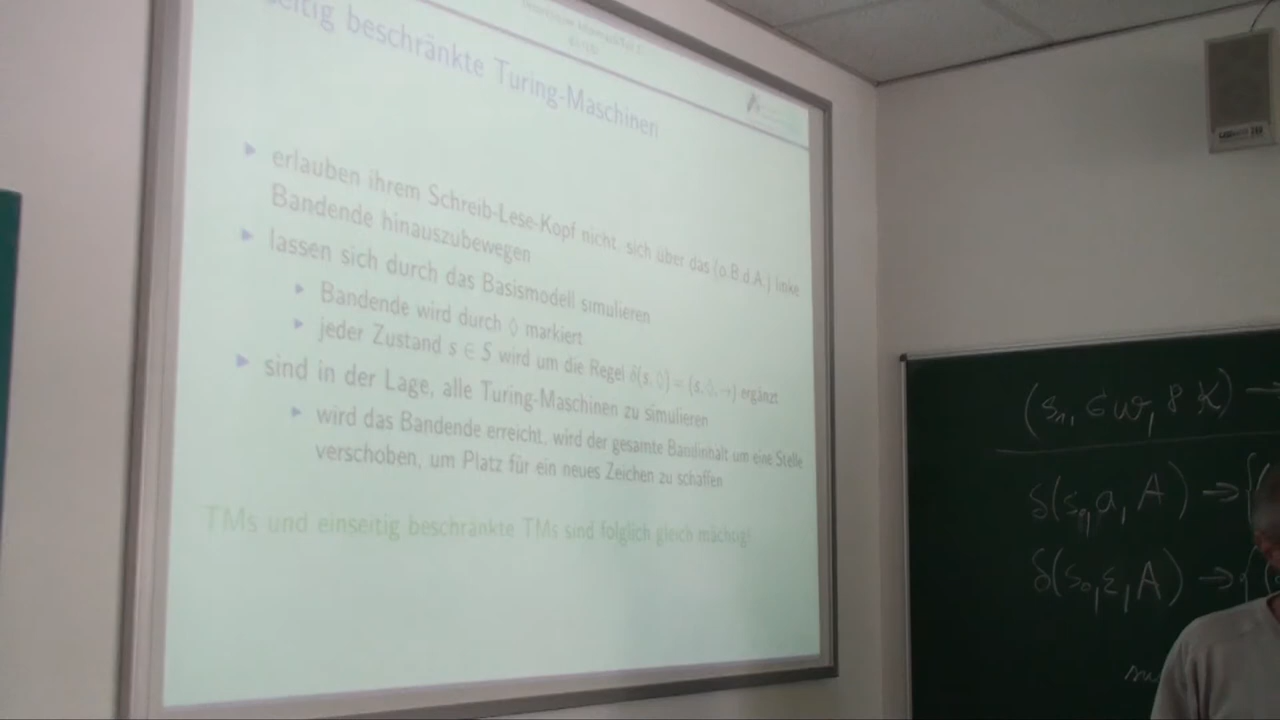 seitig beschränkte Turing-Maschinen
▸ erlauben ihrem Schreib-Lese-Kopf nicht, sich über das (o.B.d.A.) linke
Bandende hinauszubewegen
▸ lassen sich durch das Basismodell simulieren
▸ Bandende wird durch ◊ markiert
▸ jeder Zustand s ∈ S wird um die Regel δ(s, ◊) = (s, ◊, →) ergänzt
▸ sind in der Lage, alle Turing-Maschinen zu simulieren
▸ wird das Bandende erreicht, wird der gesamte Bandinhalt um eine Stelle
verschoben, um Platz für ein neues Zeichen zu schaffen
TMs und einseitig beschränkte TMs sind folglich gleich mächtig!
δ(s, a, A) → {(
δ(s₀, ε, A) → {(